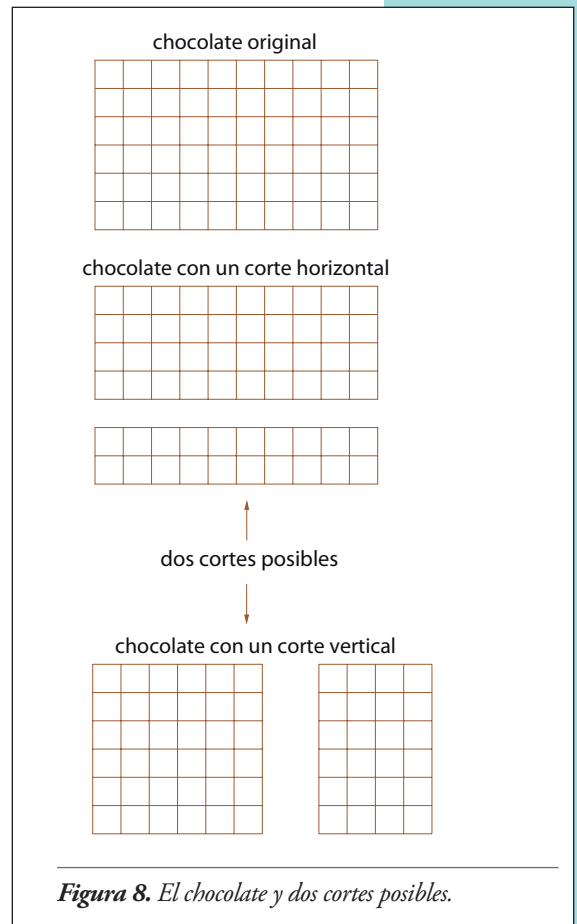 chocolate original
chocolate con un corte horizontal
dos cortes posibles
chocolate con un corte vertical
Figura 8. El chocolate y dos cortes posibles.